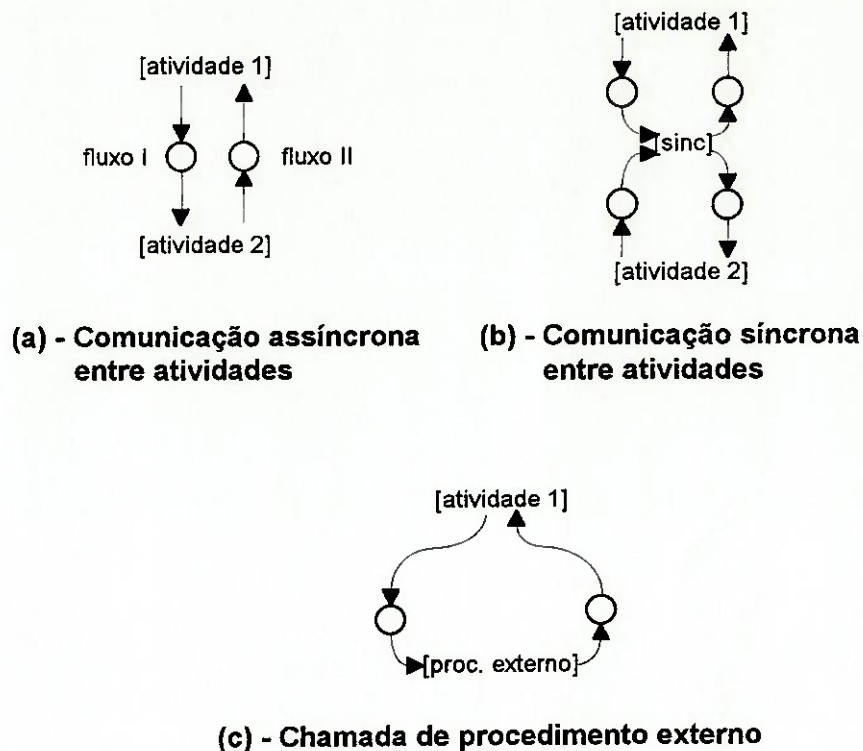 [atividade 1]
fluxo I
fluxo II
[atividade 2]
(a) - Comunicação assíncrona
entre atividades
[atividade 1]
[sinc]
[atividade 2]
(b) - Comunicação síncrona
entre atividades
[atividade 1]
[proc. externo]
(c) - Chamada de procedimento externo